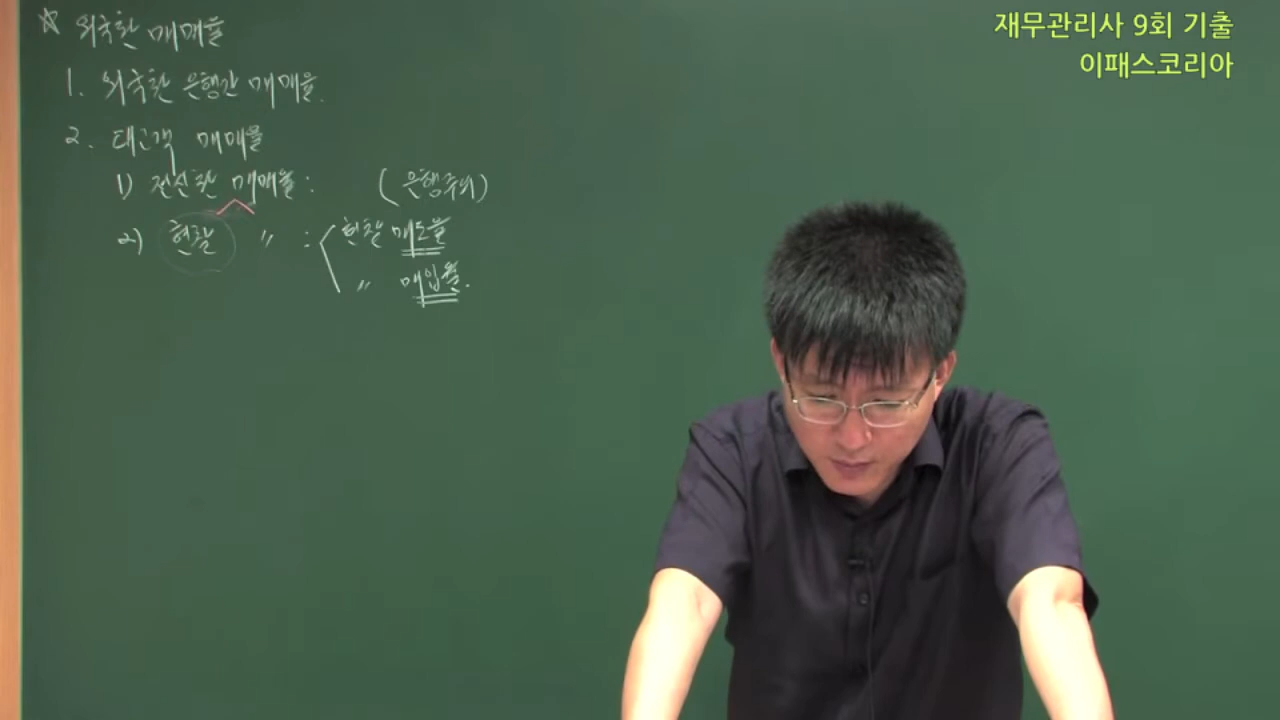 ☆ 외국환 매매율
1. 외국환 은행간 매매율.
2. 대고객 매매율
1) 전신환 매매율 : (은행주의)
2) 현찰 〃 : 현찰 매도율
〃 매입율.
재무관리사 9회 기출
이패스코리아